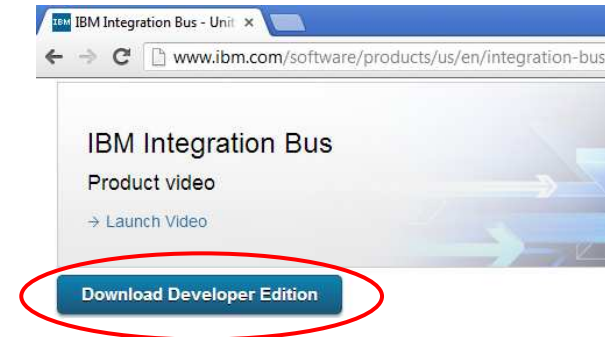 IBM IBM Integration Bus - Unit ×
www.ibm.com/software/products/us/en/integration-bus
IBM Integration Bus
Product video
→ Launch Video
Download Developer Edition